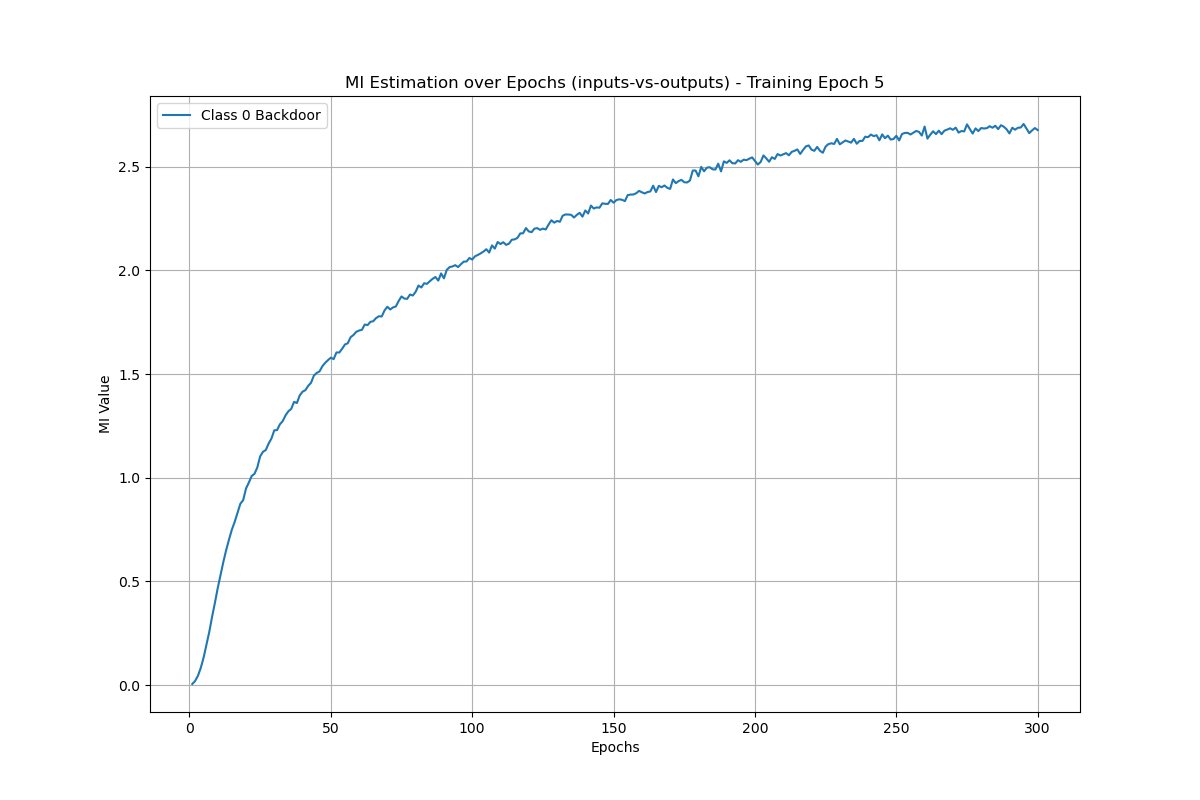 MI Estimation over Epochs (inputs-vs-outputs) - Training Epoch 5
Class 0 Backdoor
MI Value
2.5
2.0
1.5
1.0
0.5
0.0
0 50 100 150 200 250 300
Epochs